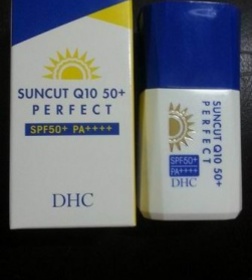 SUNCUT Q10 50+
PERFECT
SPF50+ PA++++
DHC
SUNCUT Q10 50+
PERFECT
SPF50+
PA++++
DHC